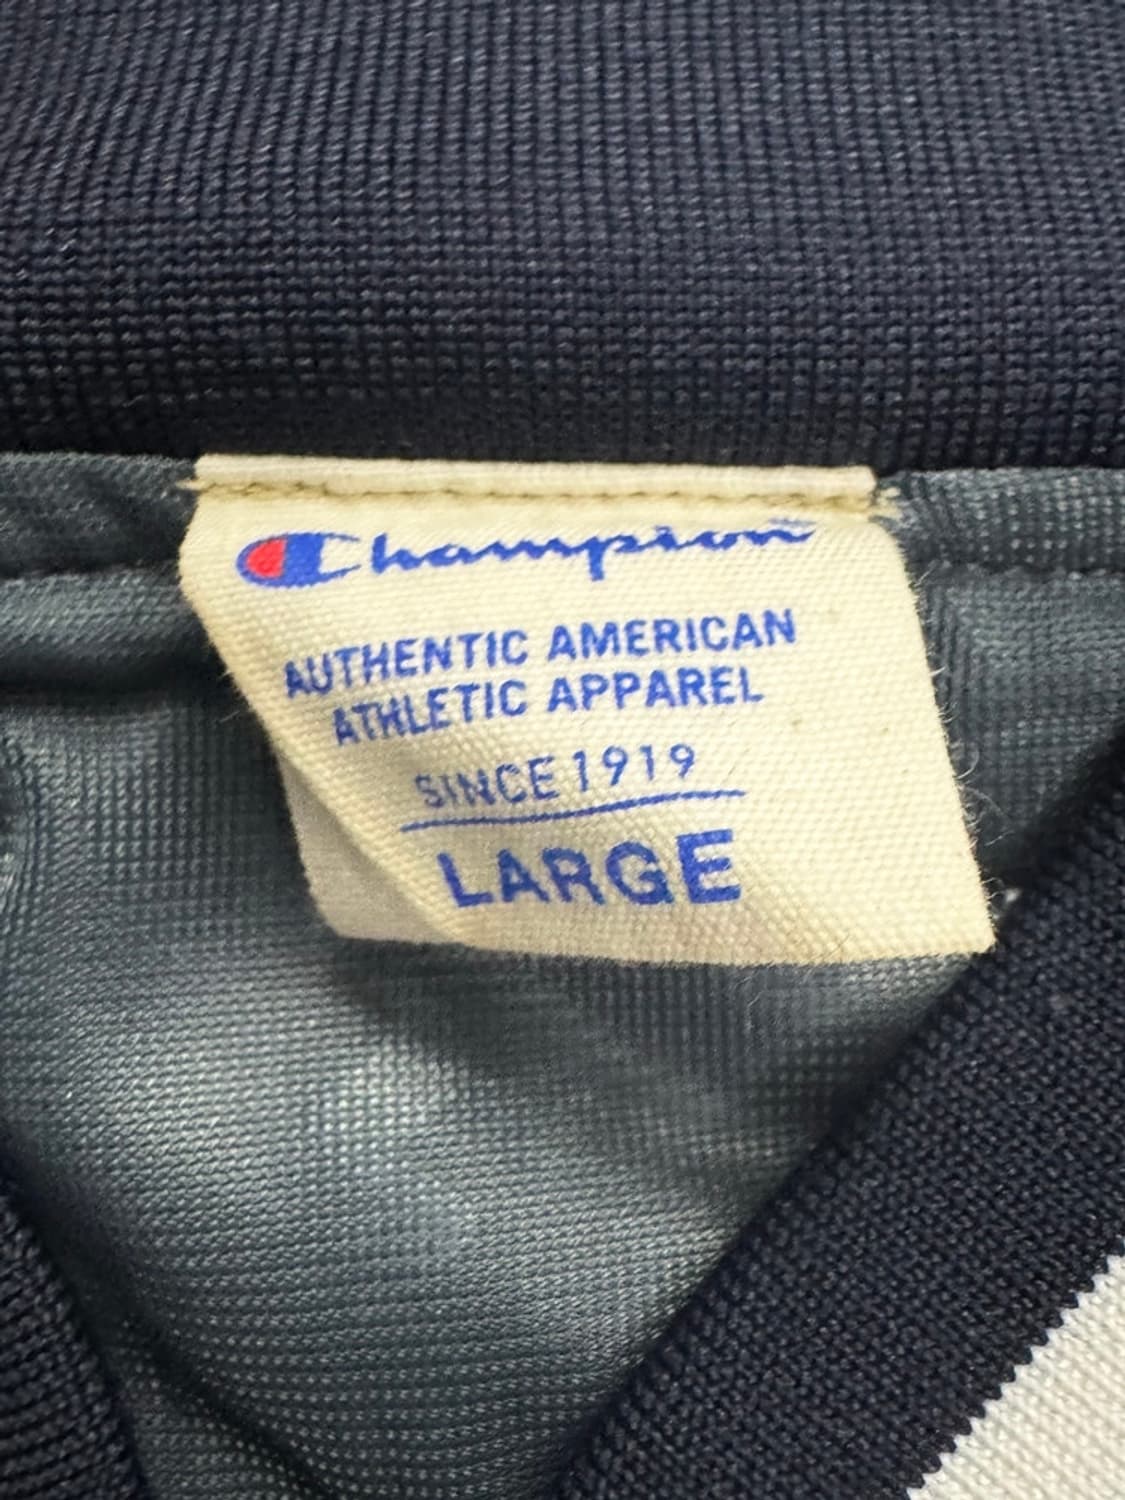 Champion
AUTHENTIC AMERICAN
ATHLETIC APPAREL
SINCE 1919
LARGE